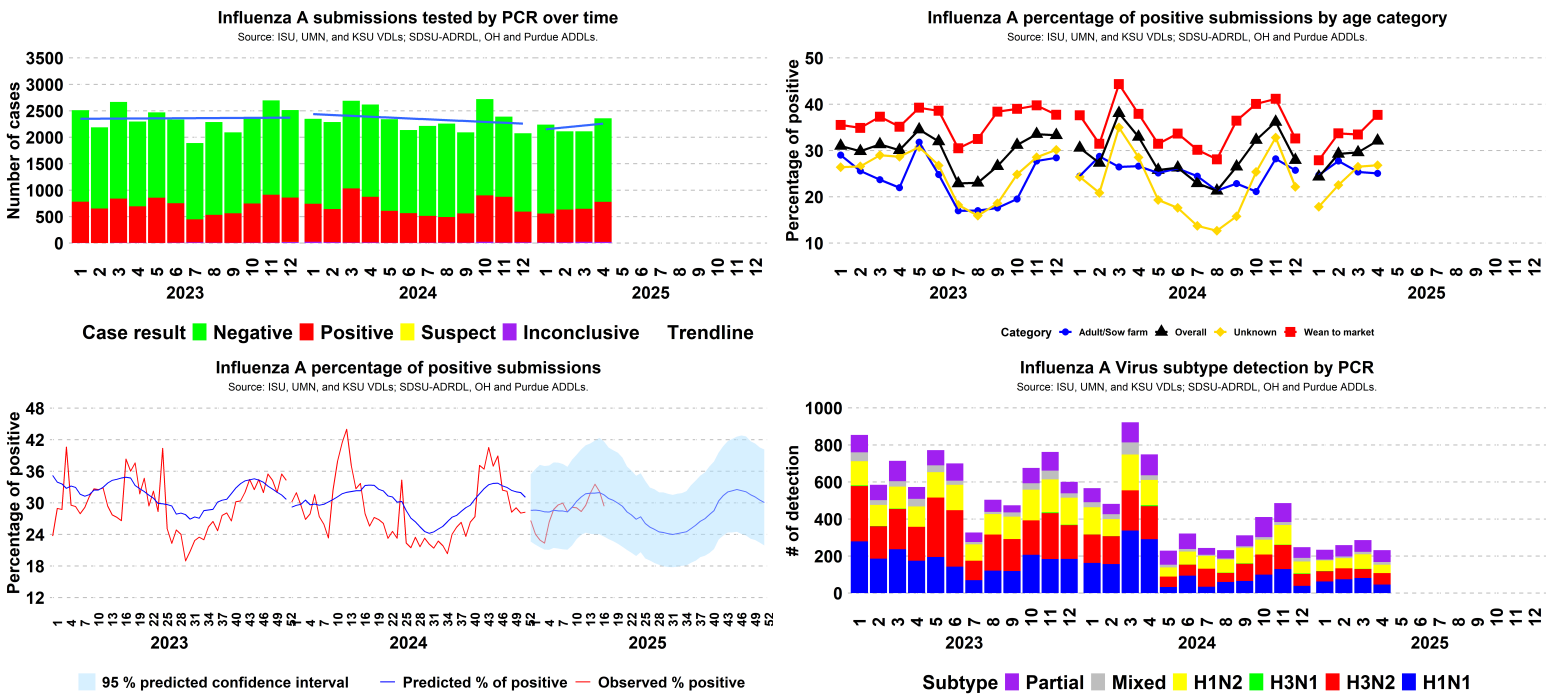 Influenza A submissions tested by PCR over time
Source: ISU, UMN, and KSU VDLs; SDSU-ADRDL, OH and Purdue ADDLs.
Number of cases
3500
3000
2500
2000
1500
1000
500
0
1 2 3 4 5 6 7 8 9 10 11 12 1 2 3 4 5 6 7 8 9 10 11 12 1 2 3 4 5 6 7 8 9 10 11 12
2023 2024 2025
Case result Negative Positive Suspect Inconclusive Trendline
Influenza A percentage of positive submissions by age category
Source: ISU, UMN, and KSU VDLs; SDSU-ADRDL, OH and Purdue ADDLs.
Percentage of positive
50
40
30
20
10
1 2 3 4 5 6 7 8 9 10 11 12 1 2 3 4 5 6 7 8 9 10 11 12 1 2 3 4 5 6 7 8 9 10 11 12
2023 2024 2025
Category Adult/Sow farm Overall Unknown Wean to market
Influenza A percentage of positive submissions
Source: ISU, UMN, and KSU VDLs; SDSU-ADRDL, OH and Purdue ADDLs.
Percentage of positive
48
42
36
30
24
18
12
1 4 7 10 13 16 19 22 25 28 31 34 37 40 43 46 49 52 1 4 7 10 13 16 19 22 25 28 31 34 37 40 43 46 49 52 1 4 7 10 13 16 19 22 25 28 31 34 37 40 43 46 49 52
2023 2024 2025
95 % predicted confidence interval Predicted % of positive Observed % positive
Influenza A Virus subtype detection by PCR
Source: ISU, UMN, and KSU VDLs; SDSU-ADRDL, OH and Purdue ADDLs.
# of detection
1000
800
600
400
200
0
1 2 3 4 5 6 7 8 9 10 11 12 1 2 3 4 5 6 7 8 9 10 11 12 1 2 3 4 5 6 7 8 9 10 11 12
2023 2024 2025
Subtype Partial Mixed H1N2 H3N1 H3N2 H1N1